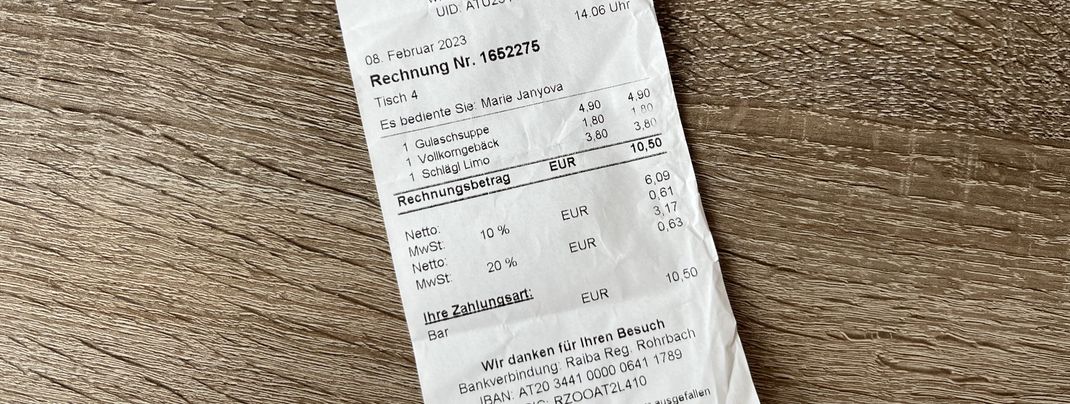 UID: ATU25
14.06 Uhr
08. Februar 2023
Rechnung Nr. 1652275
Tisch 4
Es bediente Sie: Marie Janyova
1 Gulaschsuppe 4,90 4,90
1 Vollkorngebäck 1,80 1,80
1 Schlägl Limo 3,80 3,80
Rechnungsbetrag EUR 10,50
Netto: 6,09
MwSt: 10 % EUR 0,61
Netto: 3,17
MwSt: 20 % EUR 0,63
Ihre Zahlungsart:
Bar EUR 10,50
Wir danken für Ihren Besuch
Bankverbindung: Raiba Reg. Rohrbach
IBAN: AT20 3441 0000 0641 1789
RZOOAT2L410
ausgefallen